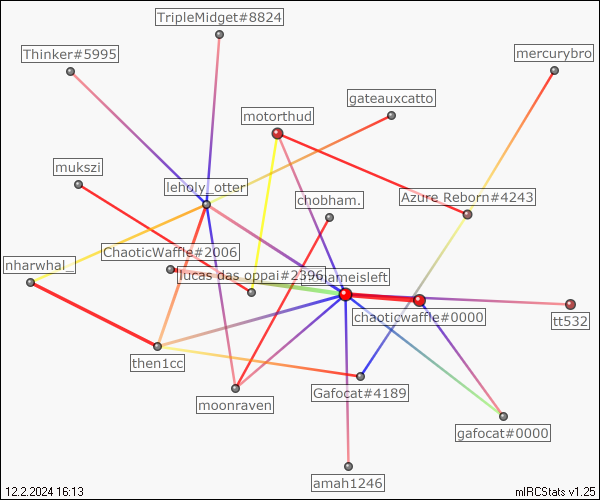 TripleMidget#8824
Thinker#5995
mercurybro
gateauxcatto
motorthud
mukszi
leholy_otter
chobham.
Azure Reborn#4243
ChaoticWaffle#2006
nharwhal_
lucas das oppai#2396
nameisleft
chaoticwaffle#0000
tt532
then1cc
Gafocat#4189
moonraven
gafocat#0000
amah1246
12.2.2024 16:13
mIRCStats v1.25